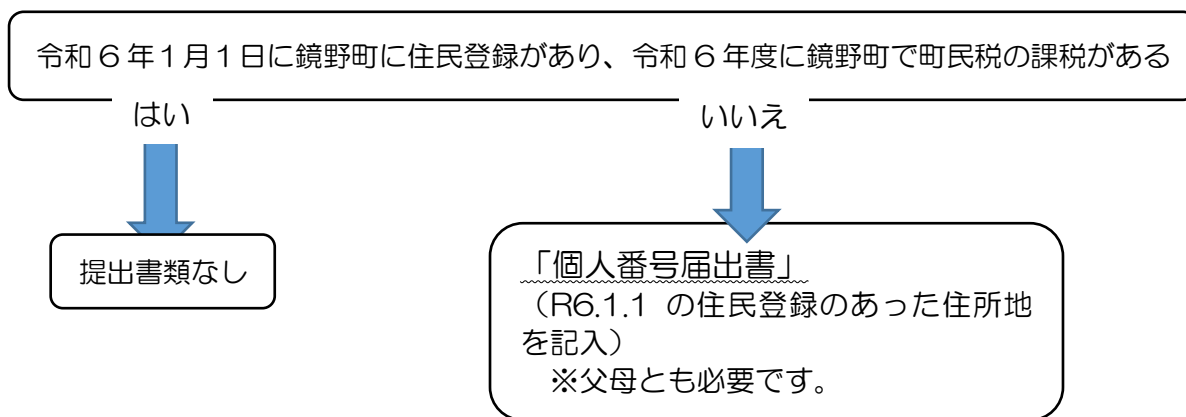 令和６年１月１日に鏡野町に住民登録があり、令和６年度に鏡野町で町民税の課税がある
はい
いいえ
提出書類なし
「個人番号届出書」
（R6.1.1 の住民登録のあった住所地
を記入）
※父母とも必要です。